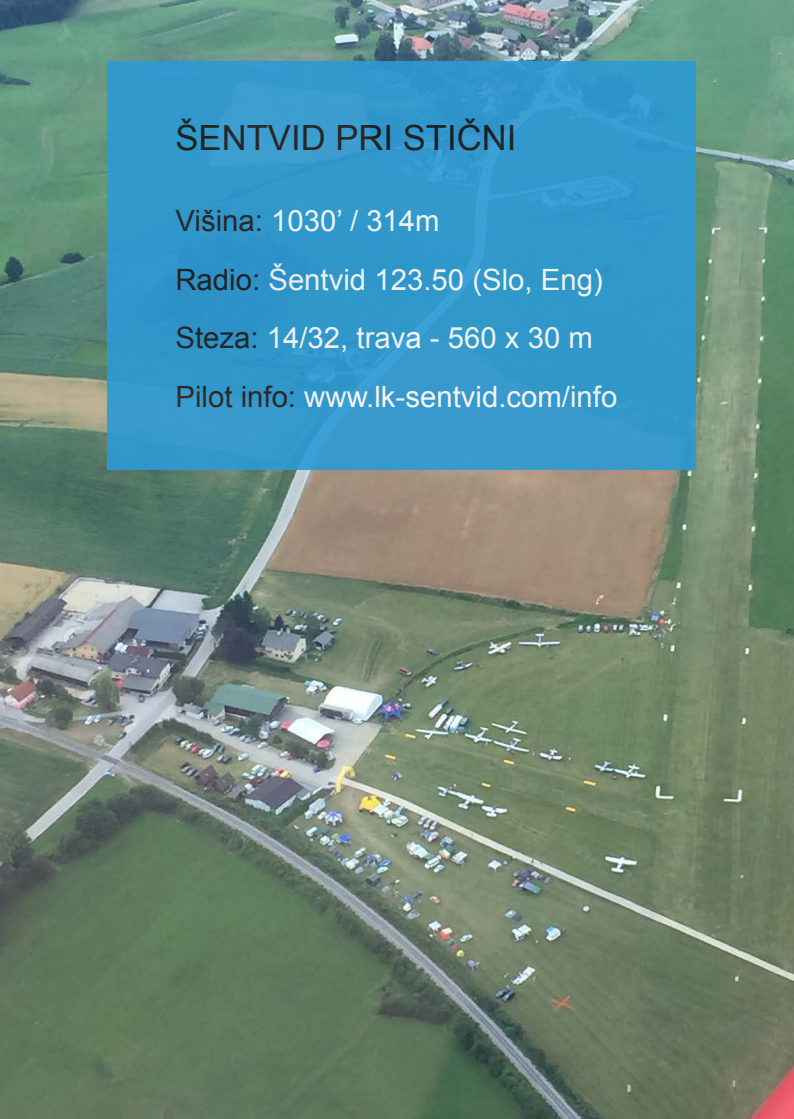 ŠENTVID PRI STIČNI
Višina: 1030’ / 314m
Radio: Šentvid 123.50 (Slo, Eng)
Steza: 14/32, trava - 560 x 30 m
Pilot info: www.lk-sentvid.com/info